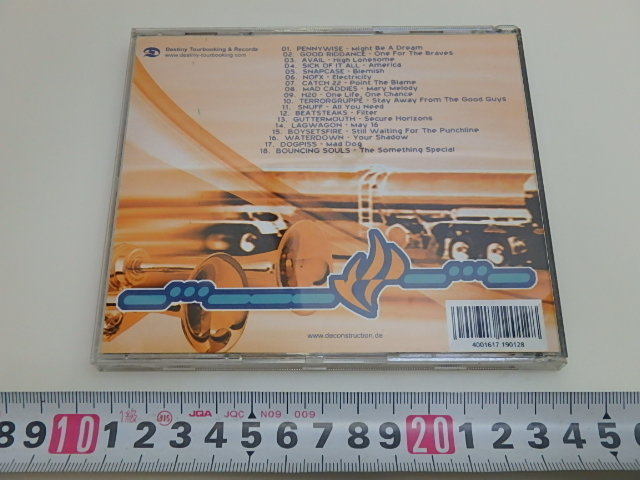 Destiny Tourbooking & Records
www.destiny-tourbooking.com
01. PENNYWISE - Might Be A Dream
02. GOOD RIDDANCE - One For The Braves
03. AVAIL - High Lonesome
04. SICK OF IT ALL - America
05. SNAPCASE - Blemish
06. NOFX - Electricity
07. CATCH 22 - Point The Blame
08. MAD CADDIES - Mary Melody
09. H2O - One Life, One Chance
10. TERRORGRUPPE - Stay Away From The Good Guys
11. SNUFF - All You Need
12. BEATSTEAKS - Filter
13. GUTTERMOUTH - Secure Horizons
14. LAGWAGON - May 16
15. BOYSETSFIRE - Still Waiting For The Punchline
16. WATERDOWN - Your Shadow
17. DOGPISS - Mad Dog
18. BOUNCING SOULS - The Something Special
www.deconstruction.de
4001617 190128
JQA JQC N09 009
8 9 10 1 2 3 4 5 6 7 8 9 20 1 2 3 4 5